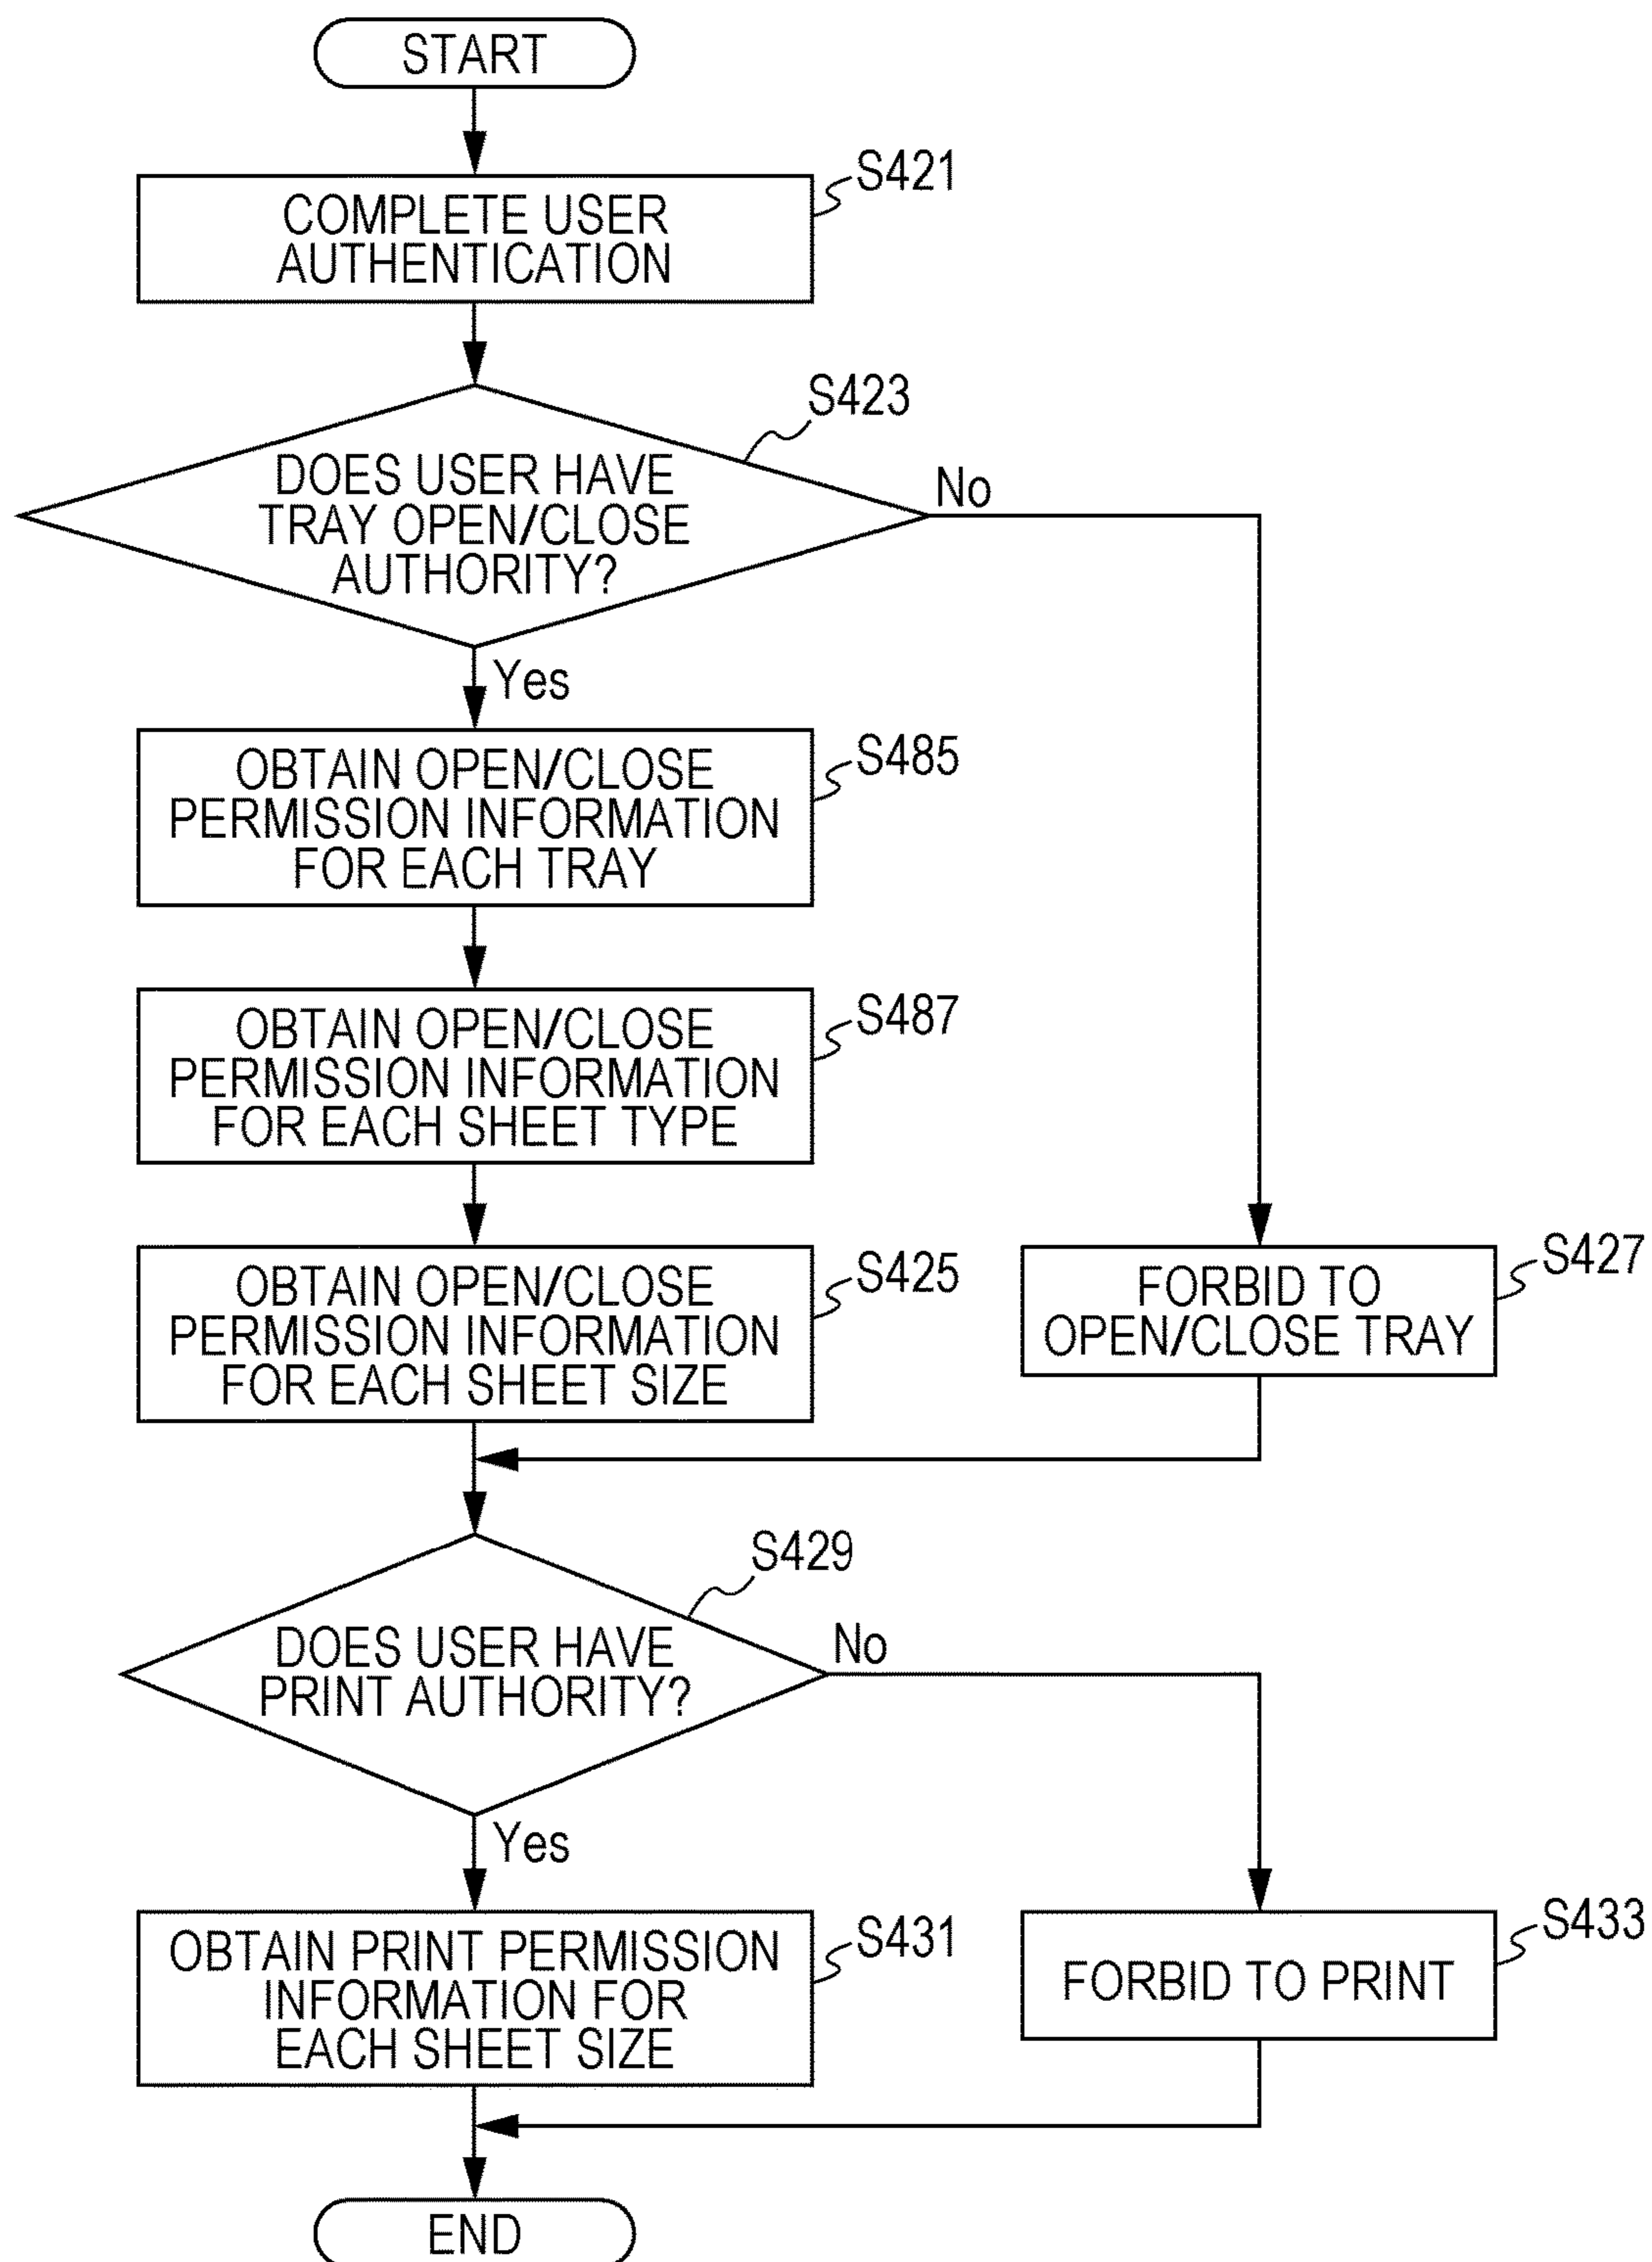 START
S421
COMPLETE USER
AUTHENTICATION
S423
DOES USER HAVE
TRAY OPEN/CLOSE
AUTHORITY?
No
Yes
S485
OBTAIN OPEN/CLOSE
PERMISSION INFORMATION
FOR EACH TRAY
S487
OBTAIN OPEN/CLOSE
PERMISSION INFORMATION
FOR EACH SHEET TYPE
S425
OBTAIN OPEN/CLOSE
PERMISSION INFORMATION
FOR EACH SHEET SIZE
S427
FORBID TO
OPEN/CLOSE TRAY
S429
DOES USER HAVE
PRINT AUTHORITY?
No
Yes
S431
OBTAIN PRINT PERMISSION
INFORMATION FOR
EACH SHEET SIZE
S433
FORBID TO PRINT
END